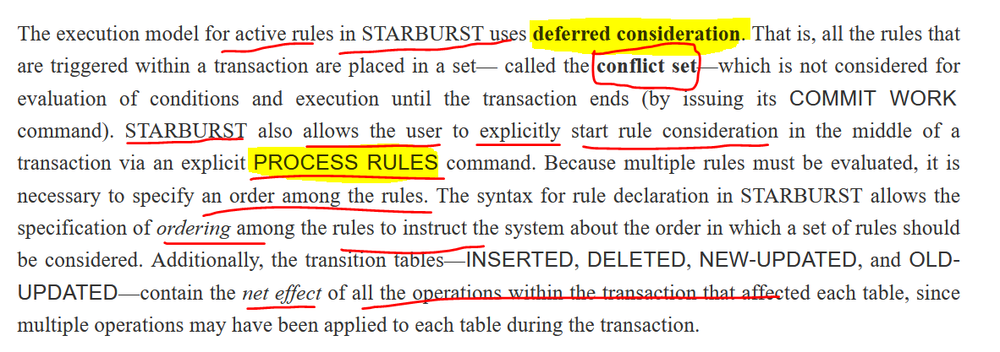 The execution model for active rules in STARBURST uses deferred consideration. That is, all the rules that
are triggered within a transaction are placed in a set— called the conflict set—which is not considered for
evaluation of conditions and execution until the transaction ends (by issuing its COMMIT WORK
command). STARBURST also allows the user to explicitly start rule consideration in the middle of a
transaction via an explicit PROCESS RULES command. Because multiple rules must be evaluated, it is
necessary to specify an order among the rules. The syntax for rule declaration in STARBURST allows the
specification of ordering among the rules to instruct the system about the order in which a set of rules should
be considered. Additionally, the transition tables—INSERTED, DELETED, NEW-UPDATED, and OLD-
UPDATED—contain the net effect of all the operations within the transaction that affected each table, since
multiple operations may have been applied to each table during the transaction.